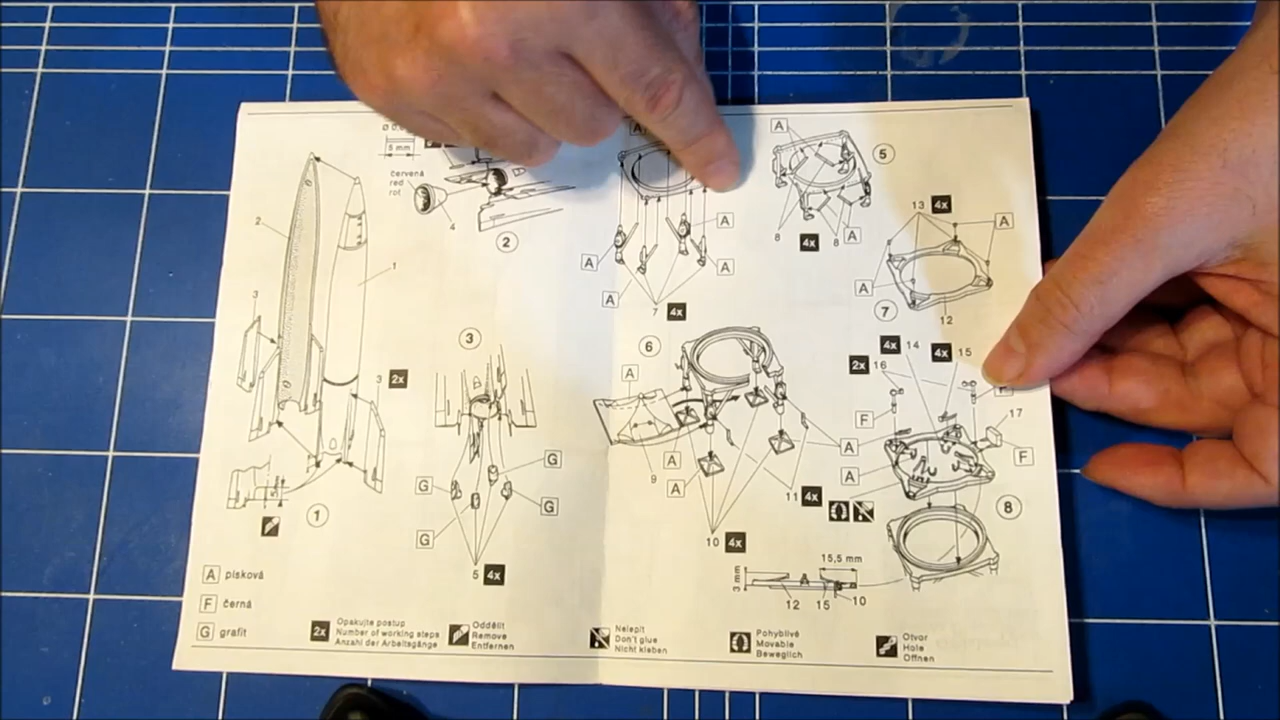 5 mm
červená
red
rot
4
2
2
1
3
3
2x
3
1
G
G
G
G
5 4x
A
A
A
A
7 4x
A
5
8
4x
8
A
13 4x
A
A
7
12
6
A
9
A
A
10 4x
11 4x
A
A
4x 14
4x 15
2x
16
F
17
F
8
15,5 mm
3 mm
12
15
10
A písková
F černá
G grafit
2x
Opakujte postup
Number of working steps
Anzahl der Arbeitsgänge
Oddělit
Remove
Entfernen
Nelepit
Don't glue
Nicht kleben
Pohyblivé
Movable
Beweglich
Otvor
Hole
Offnen